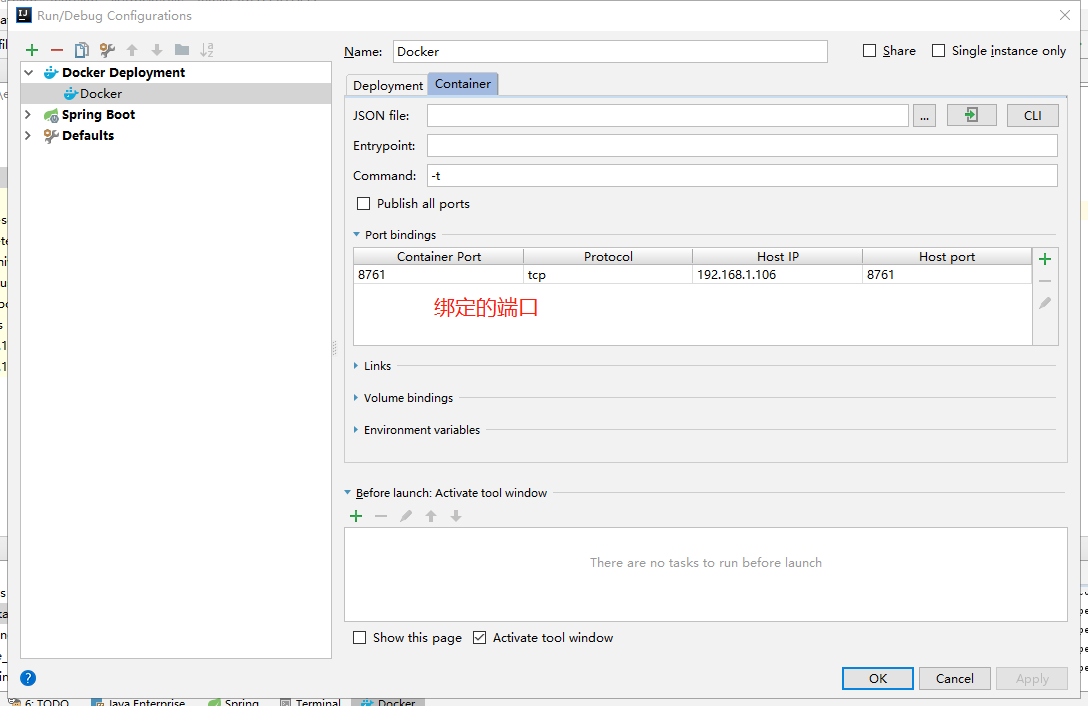 Run/Debug Configurations
Name: Docker
Share
Single instance only
Docker Deployment
Docker
Spring Boot
Defaults
Deployment
Container
JSON file:
...
CLI
Entrypoint:
Command: -t
Publish all ports
Port bindings
Container Port Protocol Host IP Host port
8761 tcp 192.168.1.106 8761
绑定的端口
Links
Volume bindings
Environment variables
Before launch: Activate tool window
There are no tasks to run before launch
Show this page
Activate tool window
?
OK
Cancel
Apply
6: TODO
Java Enterprise
Spring
Terminal
Docker